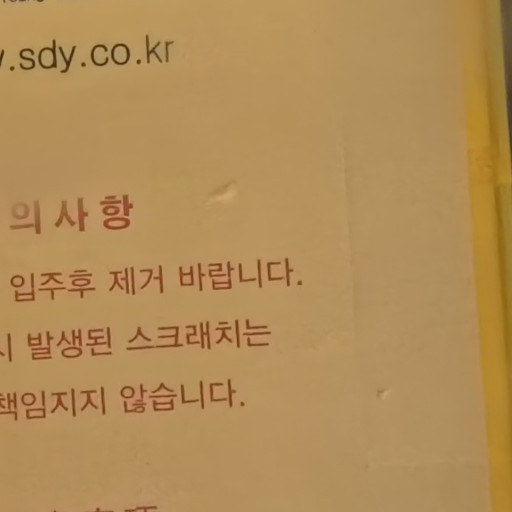 .sdy.co.kr
의사항
입주후 제거 바랍니다.
발생된 스크래치는
책임지지 않습니다.